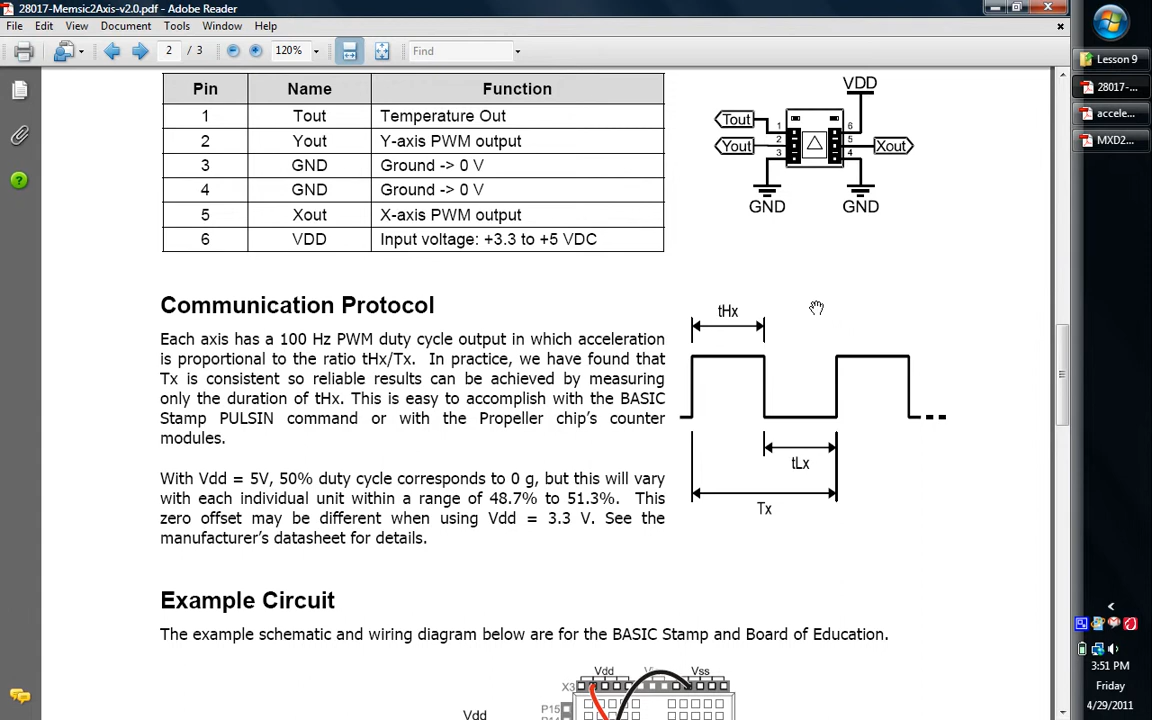 28017-Memsic2Axis-v2.0.pdf - Adobe Reader
File Edit View Document Tools Window Help
2 / 3 120% Find
Lesson 9
28017-...
accele...
MXD2...
Pin Name Function
1 Tout Temperature Out
2 Yout Y-axis PWM output
3 GND Ground -> 0 V
4 GND Ground -> 0 V
5 Xout X-axis PWM output
6 VDD Input voltage: +3.3 to +5 VDC
VDD
Tout 1 6
Yout 2 5 Xout
3 4
GND GND
Communication Protocol
Each axis has a 100 Hz PWM duty cycle output in which acceleration
is proportional to the ratio tHx/Tx. In practice, we have found that
Tx is consistent so reliable results can be achieved by measuring
only the duration of tHx. This is easy to accomplish with the BASIC
Stamp PULSIN command or with the Propeller chip's counter
modules.
With Vdd = 5V, 50% duty cycle corresponds to 0 g, but this will vary
with each individual unit within a range of 48.7% to 51.3%. This
zero offset may be different when using Vdd = 3.3 V. See the
manufacturer's datasheet for details.
tHx
tLx
Tx
Example Circuit
The example schematic and wiring diagram below are for the BASIC Stamp and Board of Education.
Vdd Vss
X3
P15
Vdd
3:51 PM
Friday
4/29/2011